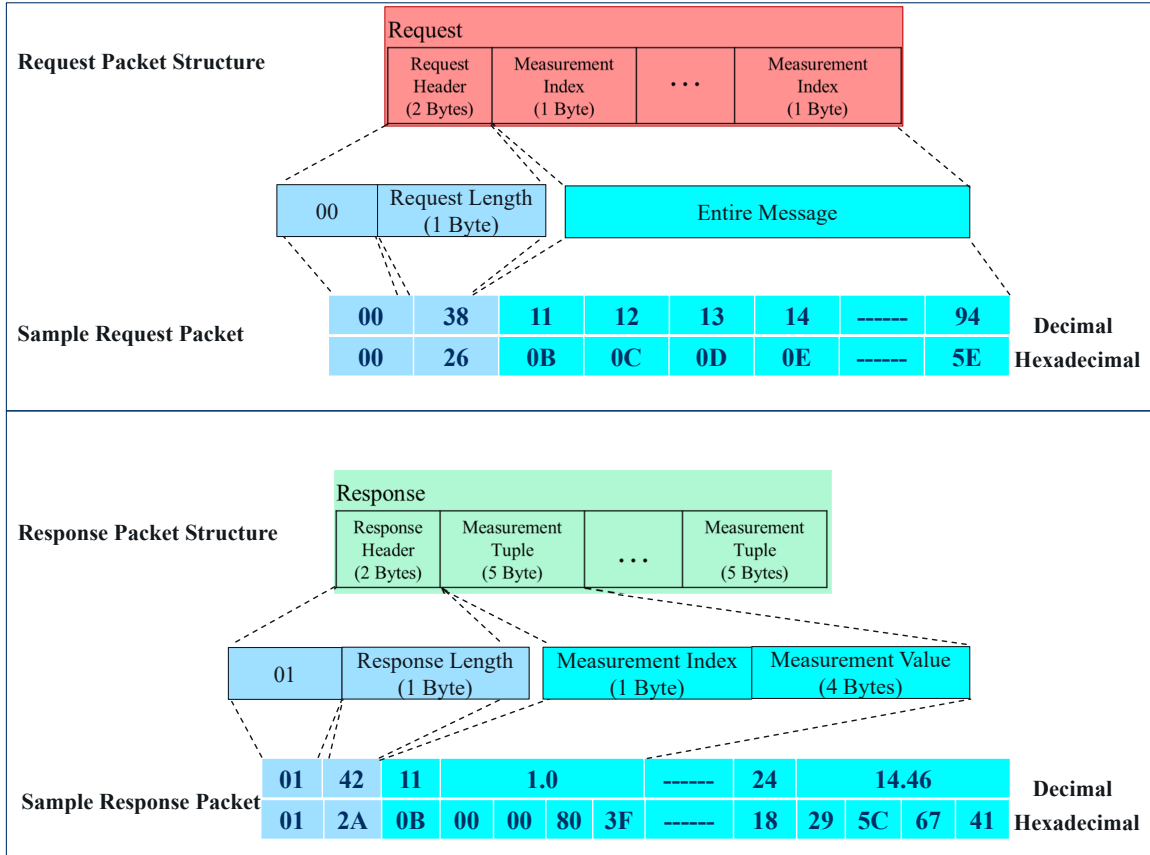 Request
Request Packet Structure
Request
Header
(2 Bytes)
Measurement
Index
(1 Byte)
...
Measurement
Index
(1 Byte)
00
Request Length
(1 Byte)
Entire Message
Sample Request Packet
00 38 11 12 13 14 ------ 94 Decimal
00 26 0B 0C 0D 0E ------ 5E Hexadecimal
Response
Response Packet Structure
Response
Header
(2 Bytes)
Measurement
Tuple
(5 Byte)
...
Measurement
Tuple
(5 Bytes)
01
Response Length
(1 Byte)
Measurement Index
(1 Byte)
Measurement Value
(4 Bytes)
Sample Response Packet
01 42 11 1.0 ------ 24 14.46 Decimal
01 2A 0B 00 00 80 3F ------ 18 29 5C 67 41 Hexadecimal